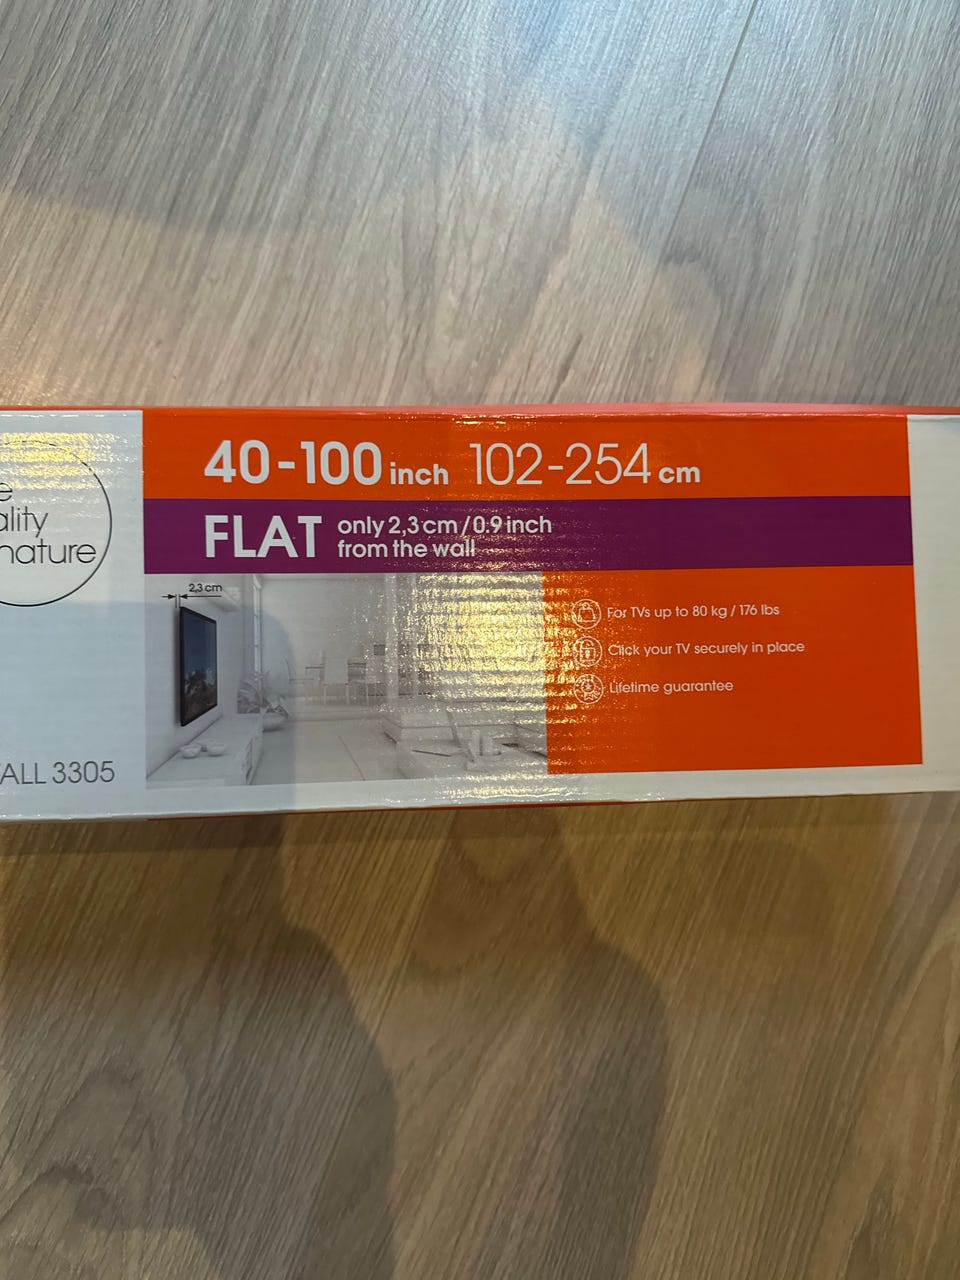 40-100 inch 102-254 cm
FLAT only 2,3 cm / 0.9 inch
from the wall
e
ality
nature
2,3 cm
For TVs up to 80 kg / 176 lbs
Click your TV securely in place
Lifetime guarantee
ALL 3305